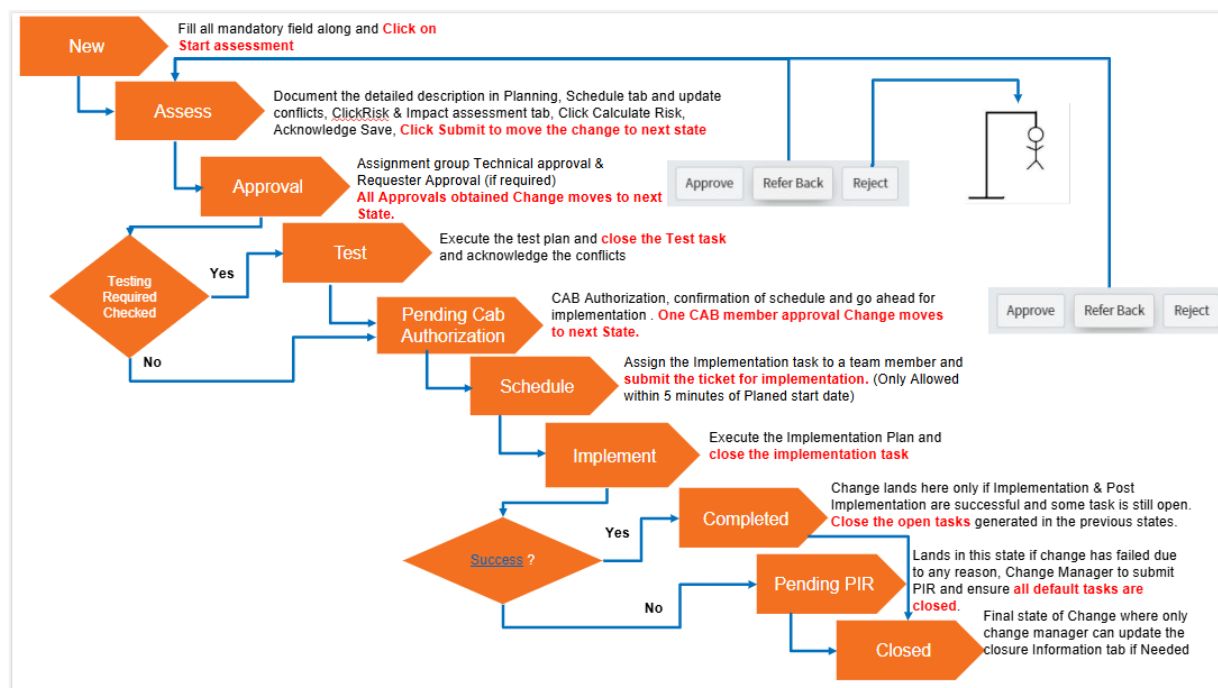 New
Fill all mandatory field along and Click on
Start assessment
Assess
Document the detailed description in Planning, Schedule tab and update
conflicts, ClickRisk & Impact assessment tab, Click Calculate Risk,
Acknowledge Save, Click Submit to move the change to next state
Approval
Assignment group Technical approval &
Requester Approval (if required)
All Approvals obtained Change moves to next
State.
Approve
Refer Back
Reject
Testing
Required
Checked
Yes
No
Test
Execute the test plan and close the Test task
and acknowledge the conflicts
Pending Cab
Authorization
CAB Authorization, confirmation of schedule and go ahead for
implementation . One CAB member approval Change moves
to next State.
Approve
Refer Back
Reject
Schedule
Assign the Implementation task to a team member and
submit the ticket for implementation. (Only Allowed
within 5 minutes of Planed start date)
Implement
Execute the Implementation Plan and
close the implementation task
Success ?
Yes
No
Completed
Change lands here only if Implementation & Post
Implementation are successful and some task is still open.
Close the open tasks generated in the previous states.
Pending PIR
Lands in this state if change has failed due
to any reason, Change Manager to submit
PIR and ensure all default tasks are
closed.
Closed
Final state of Change where only
change manager can update the
closure Information tab if Needed